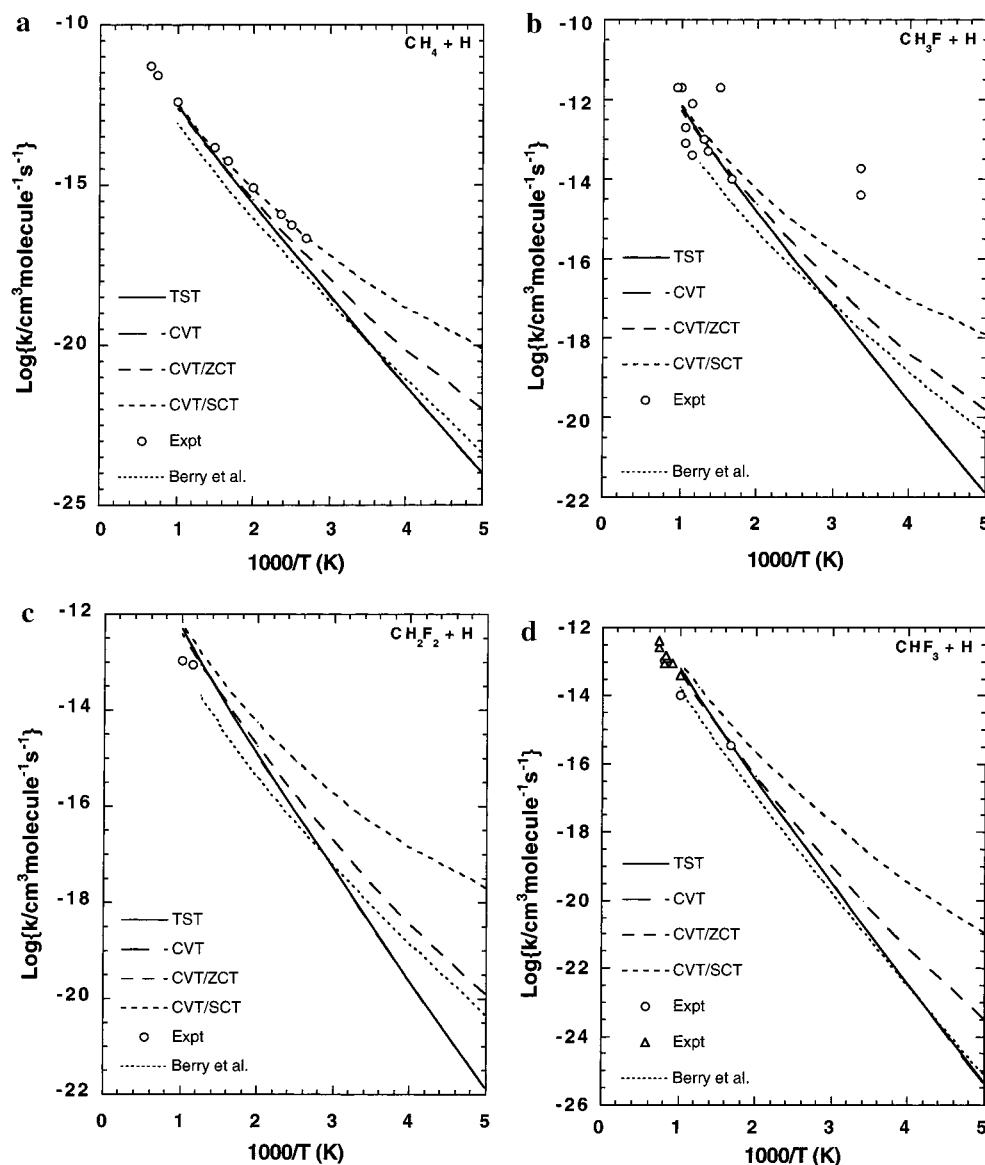 a
CH₄ + H
-10
-15
-20
-25
Log{k/cm³molecule⁻¹s⁻¹}
TST
CVT
CVT/ZCT
CVT/SCT
Expt
Berry et al.
0 1 2 3 4 5
1000/T (K)
b
CH₃F + H
-10
-12
-14
-16
-18
-20
-22
Log{k/cm³molecule⁻¹s⁻¹}
TST
CVT
CVT/ZCT
CVT/SCT
Expt
Berry et al.
0 1 2 3 4 5
1000/T (K)
c
CH₂F₂ + H
-12
-14
-16
-18
-20
-22
Log{k/cm³molecule⁻¹s⁻¹}
TST
CVT
CVT/ZCT
CVT/SCT
Expt
Berry et al.
0 1 2 3 4 5
1000/T (K)
d
CHF₃ + H
-12
-14
-16
-18
-20
-22
-24
-26
Log{k/cm³molecule⁻¹s⁻¹}
TST
CVT
CVT/ZCT
CVT/SCT
Expt
Expt
Berry et al.
0 1 2 3 4 5
1000/T (K)